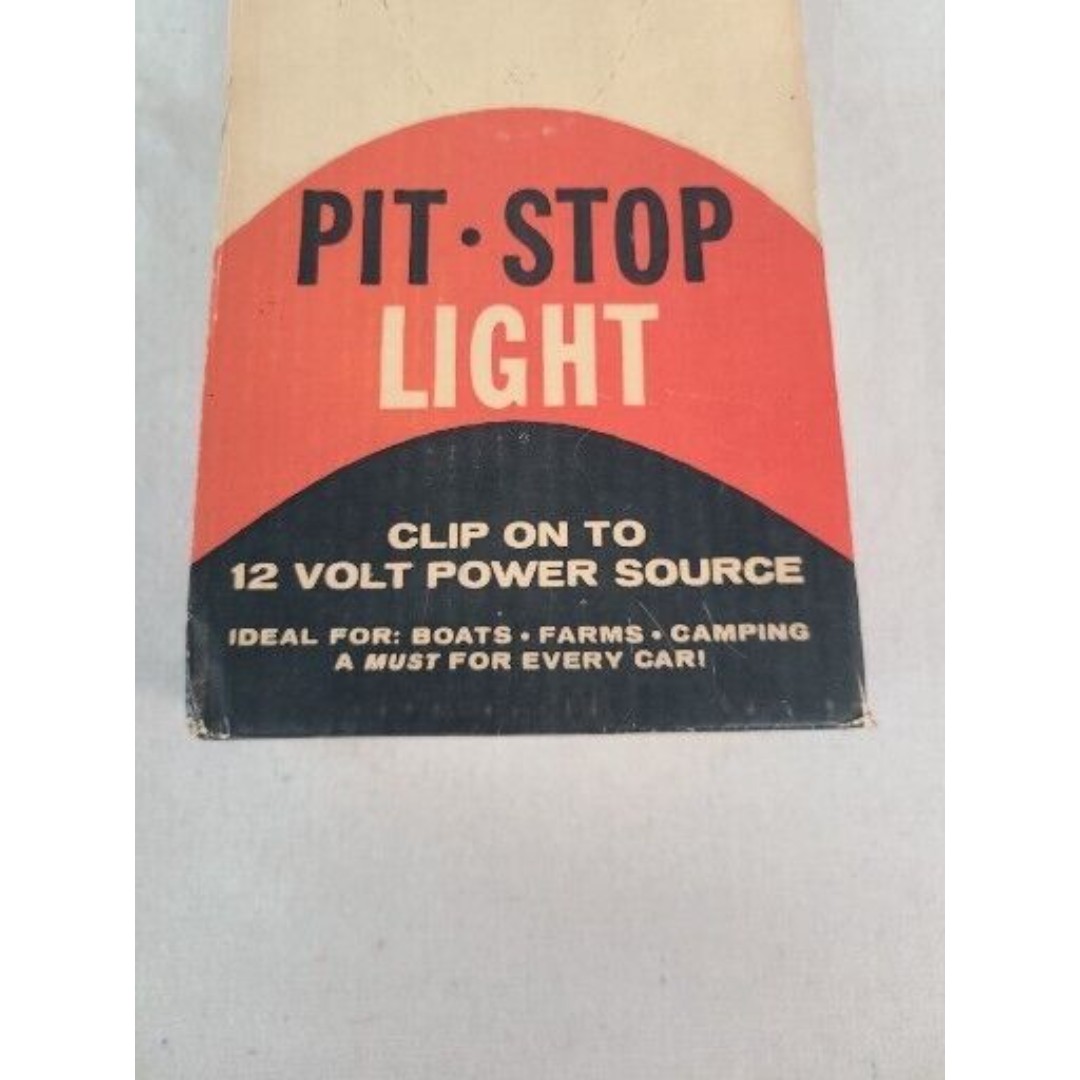 PIT·STOP
LIGHT
CLIP ON TO
12 VOLT POWER SOURCE
IDEAL FOR: BOATS • FARMS • CAMPING
A MUST FOR EVERY CAR!